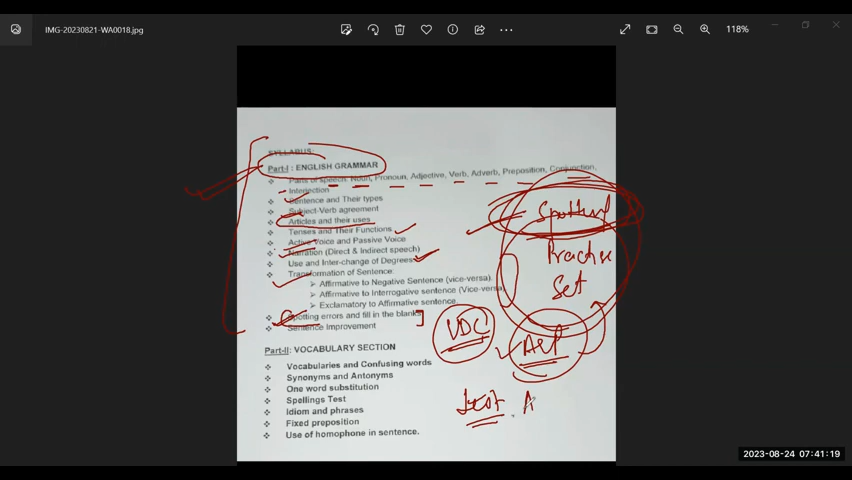 IMG-20230821-WA0018.jpg
118%
SYLLABUS:
Part-I : ENGLISH GRAMMAR
Parts of speech: Noun, Pronoun, Adjective, Verb, Adverb, Preposition, Conjunction,
Interjection
Sentence and Their types
Subject-Verb agreement
Articles and their uses
Tenses and Their Functions
Active Voice and Passive Voice
Narration (Direct & Indirect speech)
Use and Inter-change of Degrees
Transformation of Sentence:
➢ Affirmative to Negative Sentence (vice-versa).
➢ Affirmative to Interrogative sentence (Vice-versa)
➢ Exclamatory to Affirmative sentence.
Spotting errors and fill in the blanks
Sentence Improvement
Part-II: VOCABULARY SECTION
Vocabularies and Confusing words
Synonyms and Antonyms
One word substitution
Spellings Test
Idiom and phrases
Fixed preposition
Use of homophone in sentence.
Practise
Set
VDC
Test A
2023-08-24 07:41:19